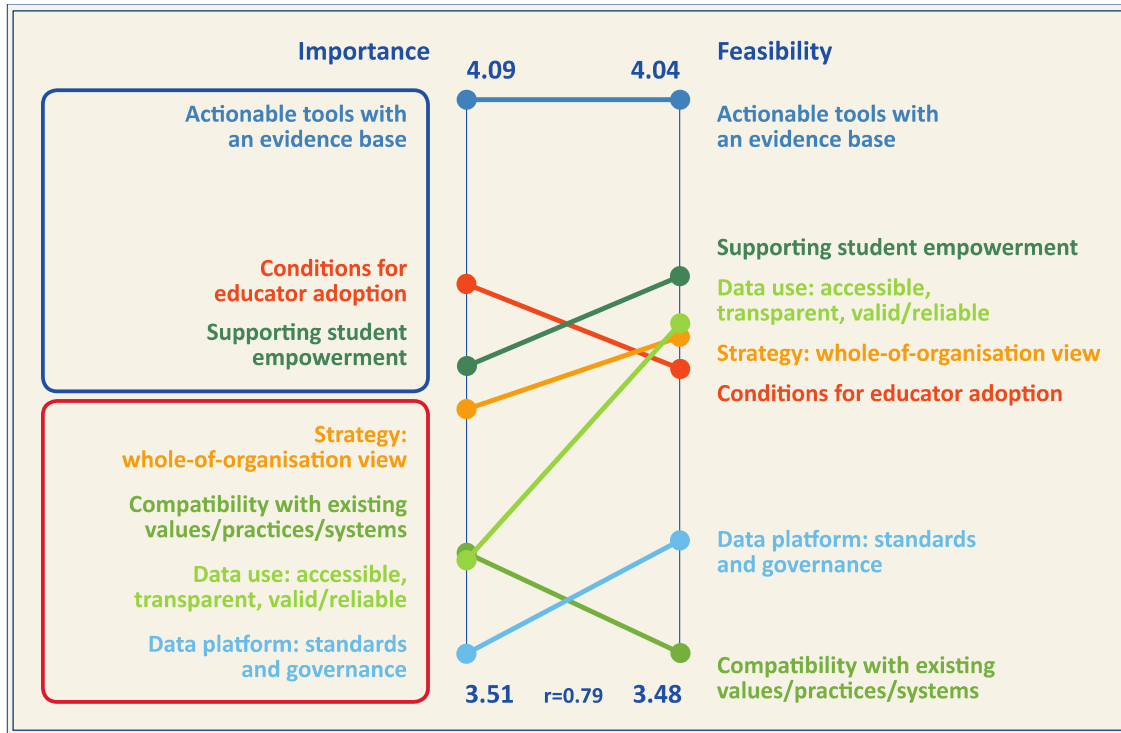 Importance
Feasibility
4.09
4.04
Actionable tools with
an evidence base
Conditions for
educator adoption
Supporting student
empowerment
Strategy:
whole-of-organisation view
Compatibility with existing
values/practices/systems
Data use: accessible,
transparent, valid/reliable
Data platform: standards
and governance
Actionable tools with
an evidence base
Supporting student empowerment
Data use: accessible,
transparent, valid/reliable
Strategy: whole-of-organisation view
Conditions for educator adoption
Data platform: standards
and governance
Compatibility with existing
values/practices/systems
3.51
r=0.79
3.48